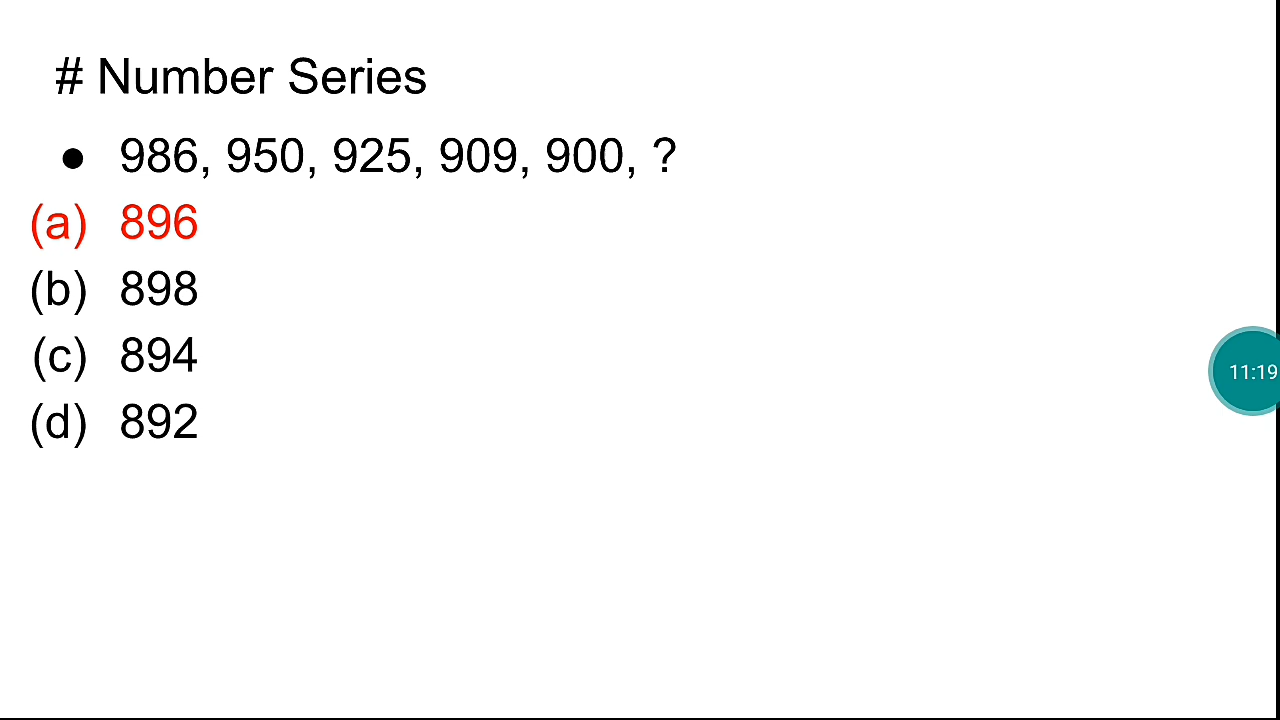 # Number Series
● 986, 950, 925, 909, 900, ?
(a) 896
(b) 898
(c) 894
(d) 892
11:19